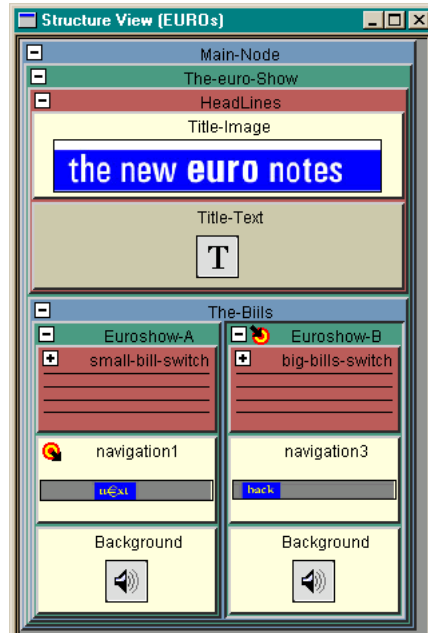 Structure View (EUROs)
Main-Node
The-euro-Show
HeadLines
Title-Image
the new euro notes
Title-Text
T
The-Bills
Euroshow-A
Euroshow-B
small-bill-switch
big-bills-switch
navigation1
navigation3
n€xt
back
Background
Background